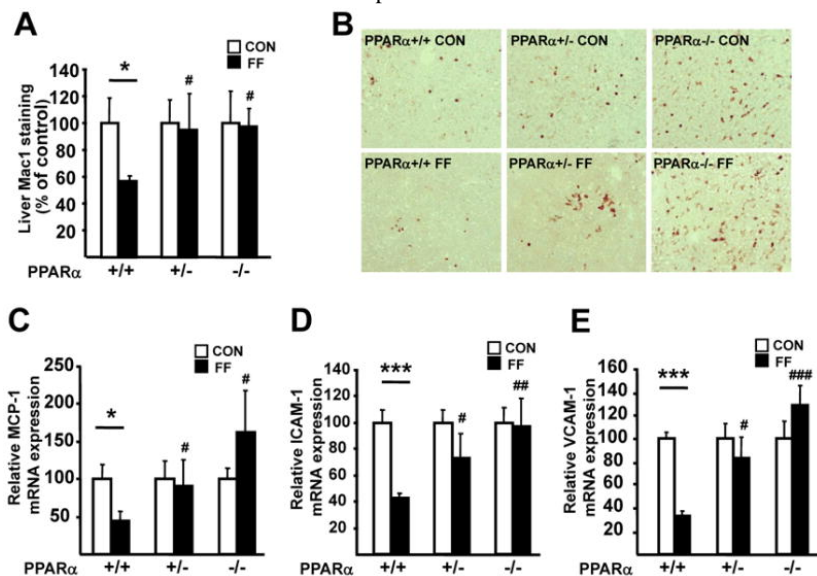 A
CON
FF
Liver Mac1 staining
(% of control)
140
120
100
80
60
40
20
*
#
#
PPARα +/+ +/- -/-
B
PPARα+/+ CON
PPARα+/- CON
PPARα-/- CON
PPARα+/+ FF
PPARα+/- FF
PPARα-/- FF
C
CON
FF
Relative MCP-1
mRNA expression
250
200
150
100
50
*
#
#
PPARα +/+ +/- -/-
D
CON
FF
Relative ICAM-1
mRNA expression
140
120
100
80
60
40
20
***
#
##
PPARα +/+ +/- -/-
E
CON
FF
Relative VCAM-1
mRNA expression
160
140
120
100
80
60
40
20
***
#
###
PPARα +/+ +/- -/-